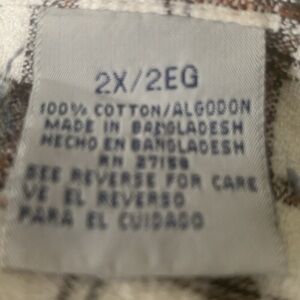 2X/2EG
100% COTTON/ALGODON
MADE IN BANGLADESH
HECHO EN BANGLADESH
RN 27158
SEE REVERSE FOR CARE
VE EL REVERSO
PARA EL CUIDADO